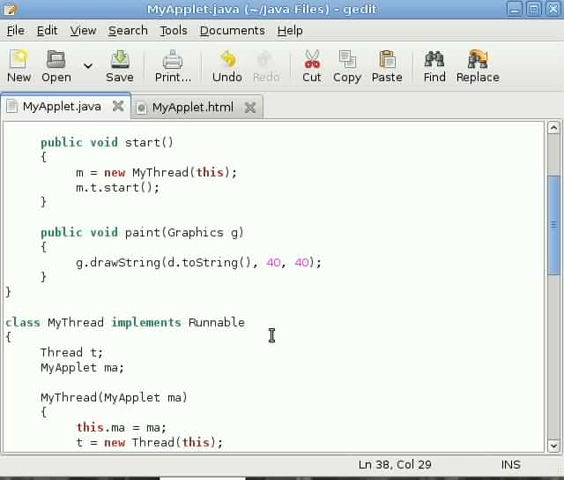 MyApplet.java (~/Java Files) - gedit
File Edit View Search Tools Documents Help
New Open Save Print... Undo Redo Cut Copy Paste Find Replace
MyApplet.java MyApplet.html
public void start()
{
m = new MyThread(this);
m.t.start();
}
public void paint(Graphics g)
{
g.drawString(d.toString(), 40, 40);
}
}
class MyThread implements Runnable
{
Thread t;
MyApplet ma;
MyThread(MyApplet ma)
{
this.ma = ma;
t = new Thread(this);
Ln 38, Col 29 INS